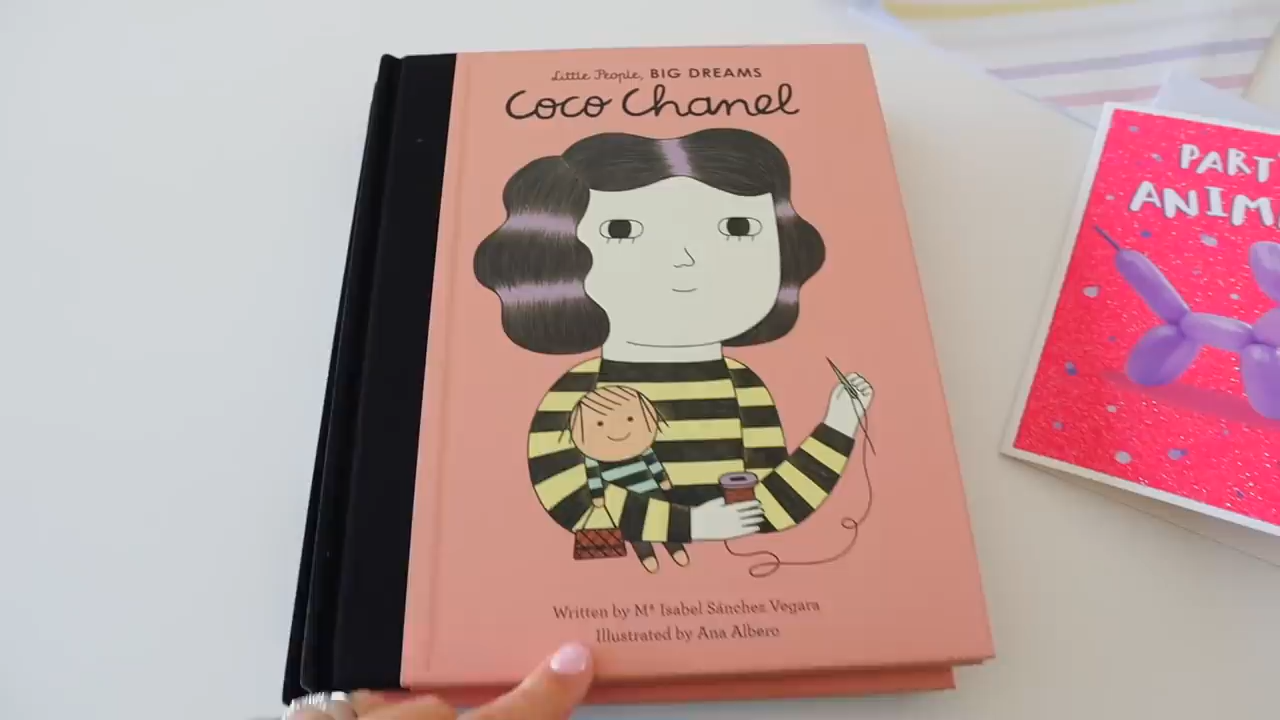 Little People, BIG DREAMS
Coco Chanel
Written by Mª Isabel Sánchez Vegara
Illustrated by Ana Albero